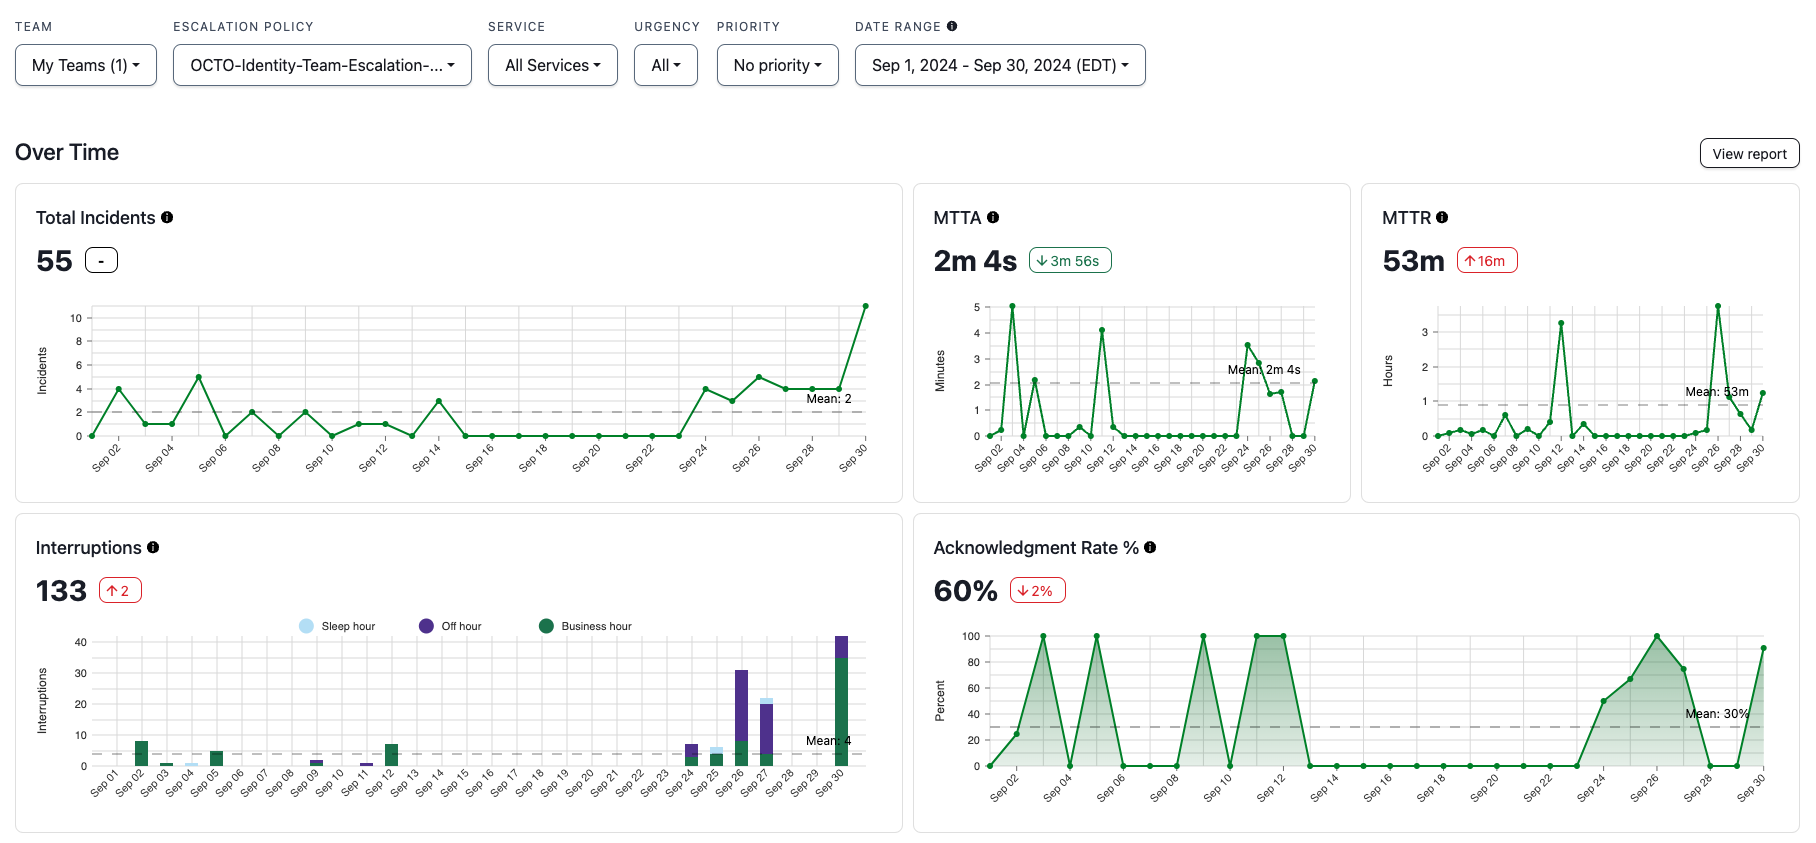 TEAM
ESCALATION POLICY
SERVICE
URGENCY
PRIORITY
DATE RANGE
My Teams (1)
OCTO-Identity-Team-Escalation-...
All Services
All
No priority
Sep 1, 2024 - Sep 30, 2024 (EDT)
Over Time
View report
Total Incidents
55
-
Incidents
10
8
6
4
2
0
Mean: 2
Sep 02
Sep 04
Sep 06
Sep 08
Sep 10
Sep 12
Sep 14
Sep 16
Sep 18
Sep 20
Sep 22
Sep 24
Sep 26
Sep 28
Sep 30
MTTA
2m 4s
↓ 3m 56s
Minutes
5
4
3
2
1
0
Mean: 2m 4s
Sep 02
Sep 04
Sep 06
Sep 08
Sep 10
Sep 12
Sep 14
Sep 16
Sep 18
Sep 20
Sep 22
Sep 24
Sep 26
Sep 28
Sep 30
MTTR
53m
↑ 16m
Hours
3
2
1
0
Mean: 53m
Sep 02
Sep 04
Sep 06
Sep 08
Sep 10
Sep 12
Sep 14
Sep 16
Sep 18
Sep 20
Sep 22
Sep 24
Sep 26
Sep 28
Sep 30
Interruptions
133
↑ 2
Sleep hour
Off hour
Business hour
Interruptions
40
30
20
10
0
Mean: 4
Sep 01
Sep 02
Sep 03
Sep 04
Sep 05
Sep 06
Sep 07
Sep 08
Sep 09
Sep 10
Sep 11
Sep 12
Sep 13
Sep 14
Sep 15
Sep 16
Sep 17
Sep 18
Sep 19
Sep 20
Sep 21
Sep 22
Sep 23
Sep 24
Sep 25
Sep 26
Sep 27
Sep 28
Sep 29
Sep 30
Acknowledgment Rate %
60%
↓ 2%
Percent
100
80
60
40
20
0
Mean: 30%
Sep 02
Sep 04
Sep 06
Sep 08
Sep 10
Sep 12
Sep 14
Sep 16
Sep 18
Sep 20
Sep 22
Sep 24
Sep 26
Sep 28
Sep 30